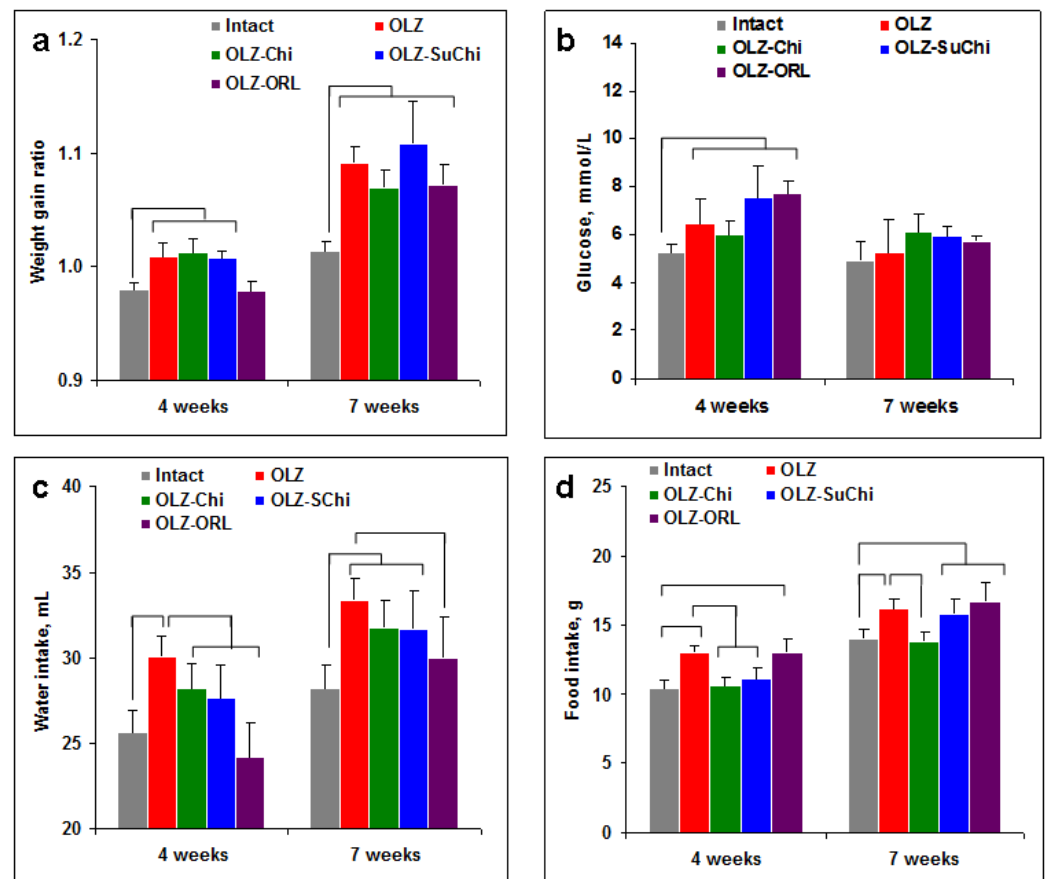 a
Intact OLZ
OLZ-Chi OLZ-SuChi
OLZ-ORL
Weight gain ratio
1.2
1.1
1.0
0.9
4 weeks 7 weeks
b
Intact OLZ
OLZ-Chi OLZ-SuChi
OLZ-ORL
Glucose, mmol/L
14
12
10
8
6
4
2
0
4 weeks 7 weeks
c
Intact OLZ
OLZ-Chi OLZ-SChi
OLZ-ORL
Water intake, mL
40
35
30
25
20
4 weeks 7 weeks
d
Intact OLZ
OLZ-Chi OLZ-SuChi
OLZ-ORL
Food intake, g
25
20
15
10
5
0
4 weeks 7 weeks